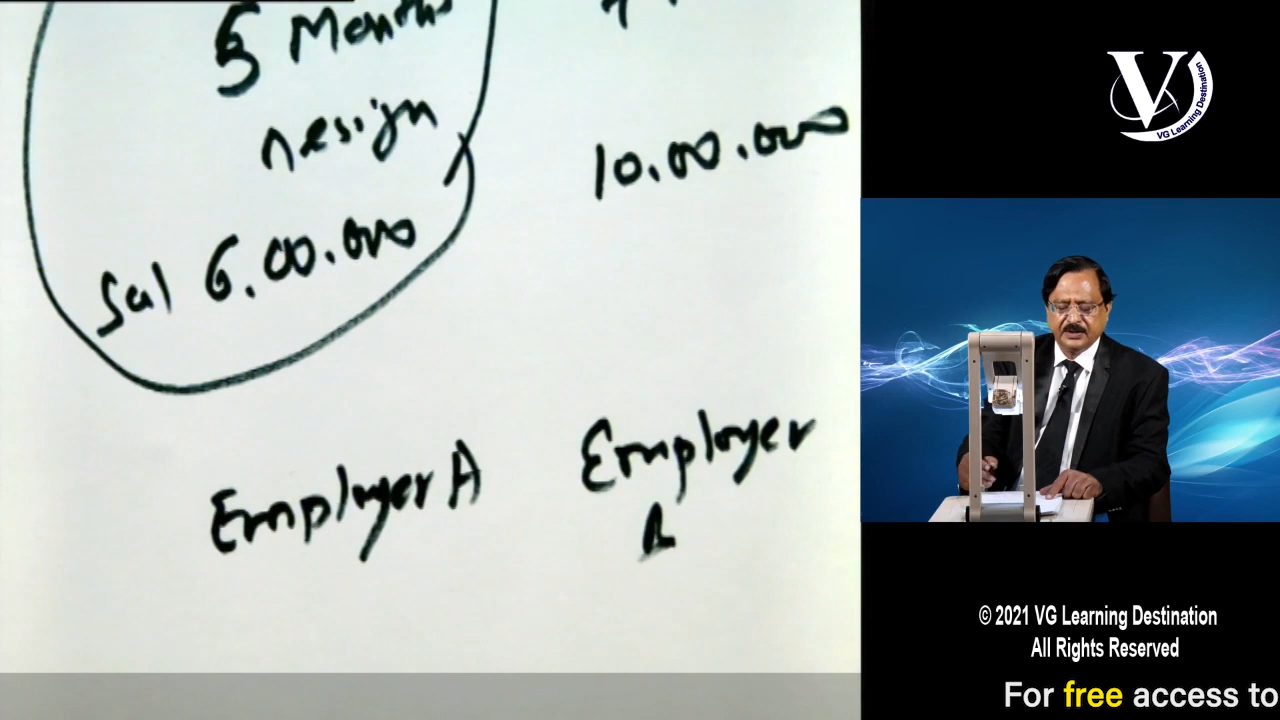 5 Months
resign
Sal 6.00.000
10.00.000
Employer A
Employer
VG Learning Destination
© 2021 VG Learning Destination
All Rights Reserved
For free access to